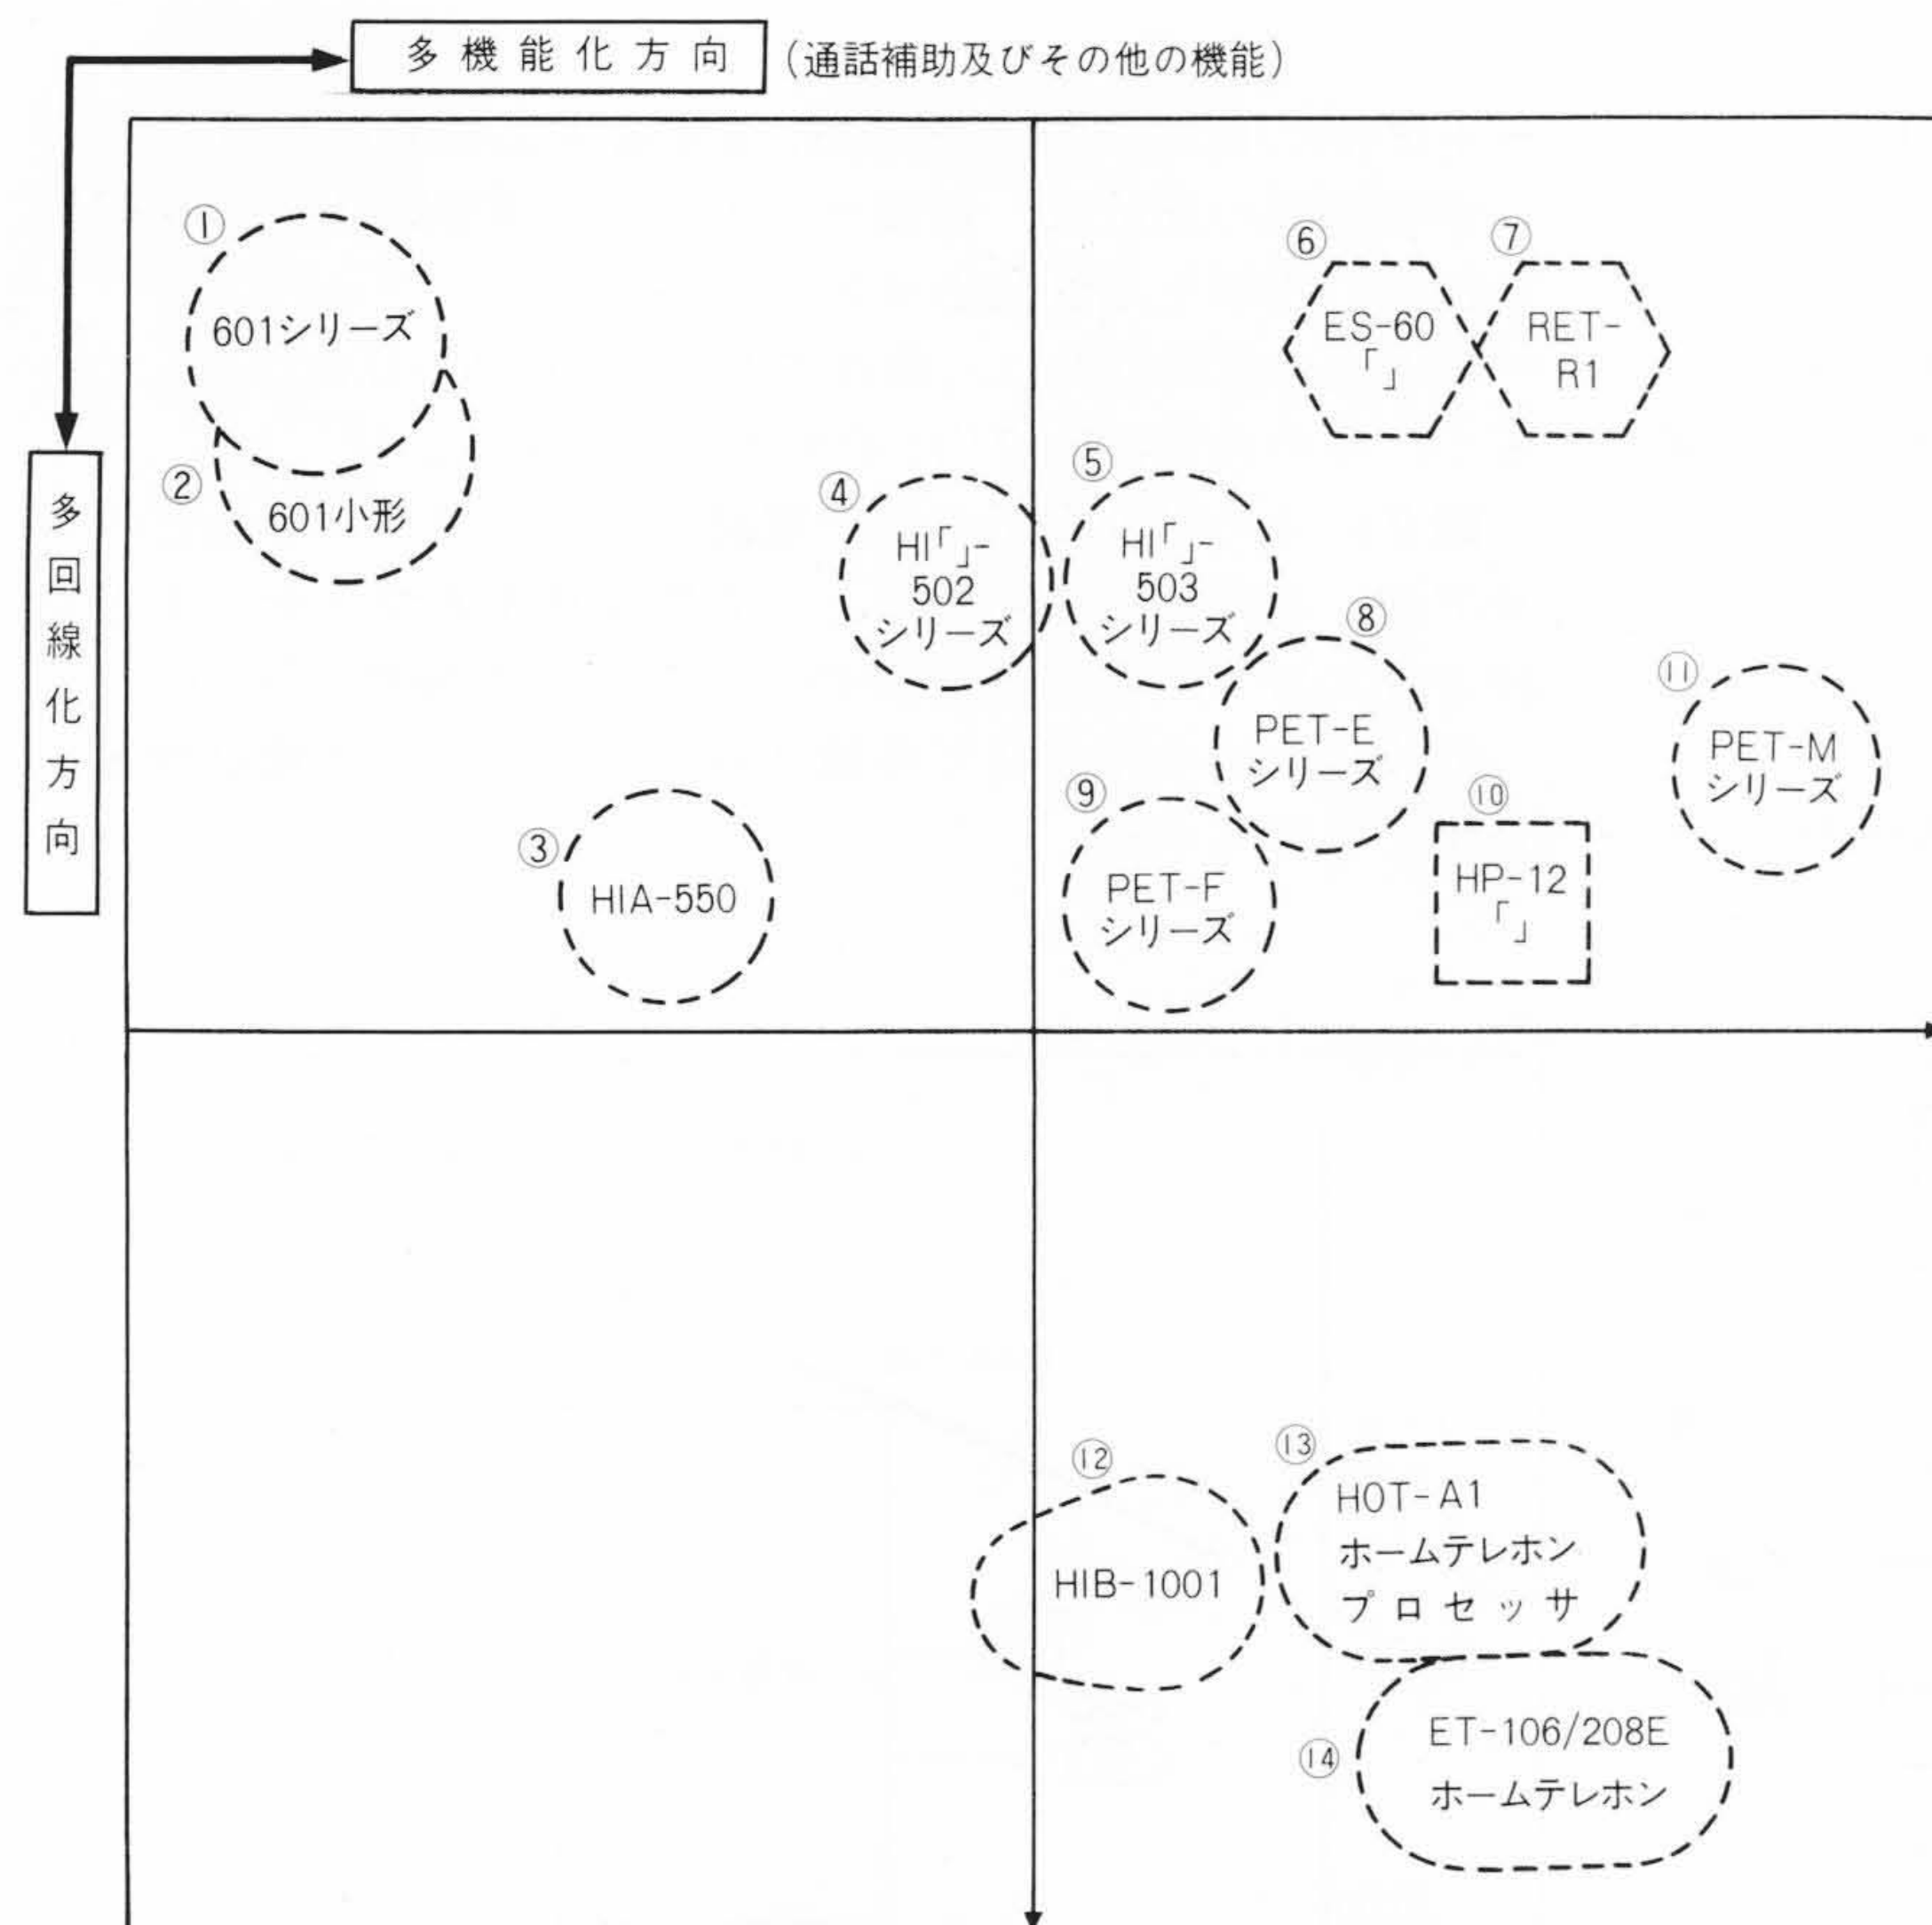 多機能化方向 (通話補助及びその他の機能)
多回線化方向
①
601シリーズ
②
601小形
③
HIA-550
④
HI「」-
502
シリーズ
⑤
HI「」-
503
シリーズ
⑥
ES-60
「」
⑦
RET-
R1
⑧
PET-E
シリーズ
⑨
PET-F
シリーズ
⑩
HP-12
「」
⑪
PET-M
シリーズ
⑫
HIB-1001
⑬
HOT-A1
ホームテレホン
プロセッサ
⑭
ET-106/208E
ホームテレホン